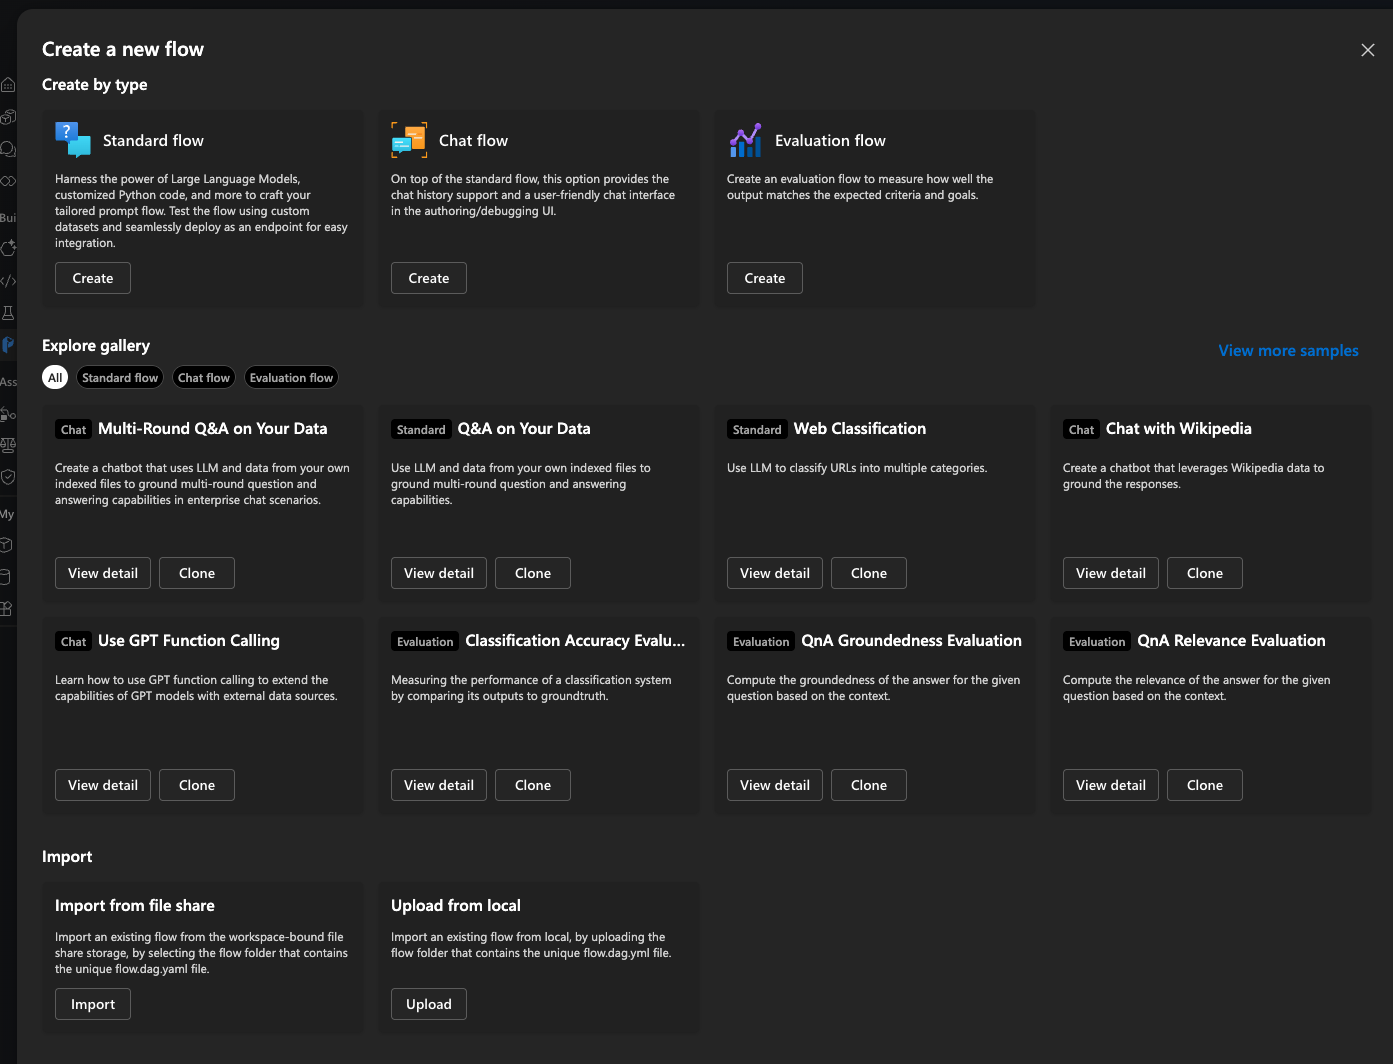 Create a new flow
Create by type
Standard flow
Harness the power of Large Language Models,
customized Python code, and more to craft your
tailored prompt flow. Test the flow using custom
datasets and seamlessly deploy as an endpoint for easy
integration.
Create
Chat flow
On top of the standard flow, this option provides the
chat history support and a user-friendly chat interface
in the authoring/debugging UI.
Create
Evaluation flow
Create an evaluation flow to measure how well the
output matches the expected criteria and goals.
Create
Bui
Ass
My
Explore gallery
View more samples
All
Standard flow
Chat flow
Evaluation flow
Chat Multi-Round Q&A on Your Data
Create a chatbot that uses LLM and data from your own
indexed files to ground multi-round question and
answering capabilities in enterprise chat scenarios.
View detail
Clone
Standard Q&A on Your Data
Use LLM and data from your own indexed files to
ground multi-round question and answering
capabilities.
View detail
Clone
Standard Web Classification
Use LLM to classify URLs into multiple categories.
View detail
Clone
Chat Chat with Wikipedia
Create a chatbot that leverages Wikipedia data to
ground the responses.
View detail
Clone
Chat Use GPT Function Calling
Learn how to use GPT function calling to extend the
capabilities of GPT models with external data sources.
View detail
Clone
Evaluation Classification Accuracy Evalu...
Measuring the performance of a classification system
by comparing its outputs to groundtruth.
View detail
Clone
Evaluation QnA Groundedness Evaluation
Compute the groundedness of the answer for the given
question based on the context.
View detail
Clone
Evaluation QnA Relevance Evaluation
Compute the relevance of the answer for the given
question based on the context.
View detail
Clone
Import
Import from file share
Import an existing flow from the workspace-bound file
share storage, by selecting the flow folder that contains
the unique flow.dag.yaml file.
Import
Upload from local
Import an existing flow from local, by uploading the
flow folder that contains the unique flow.dag.yml file.
Upload